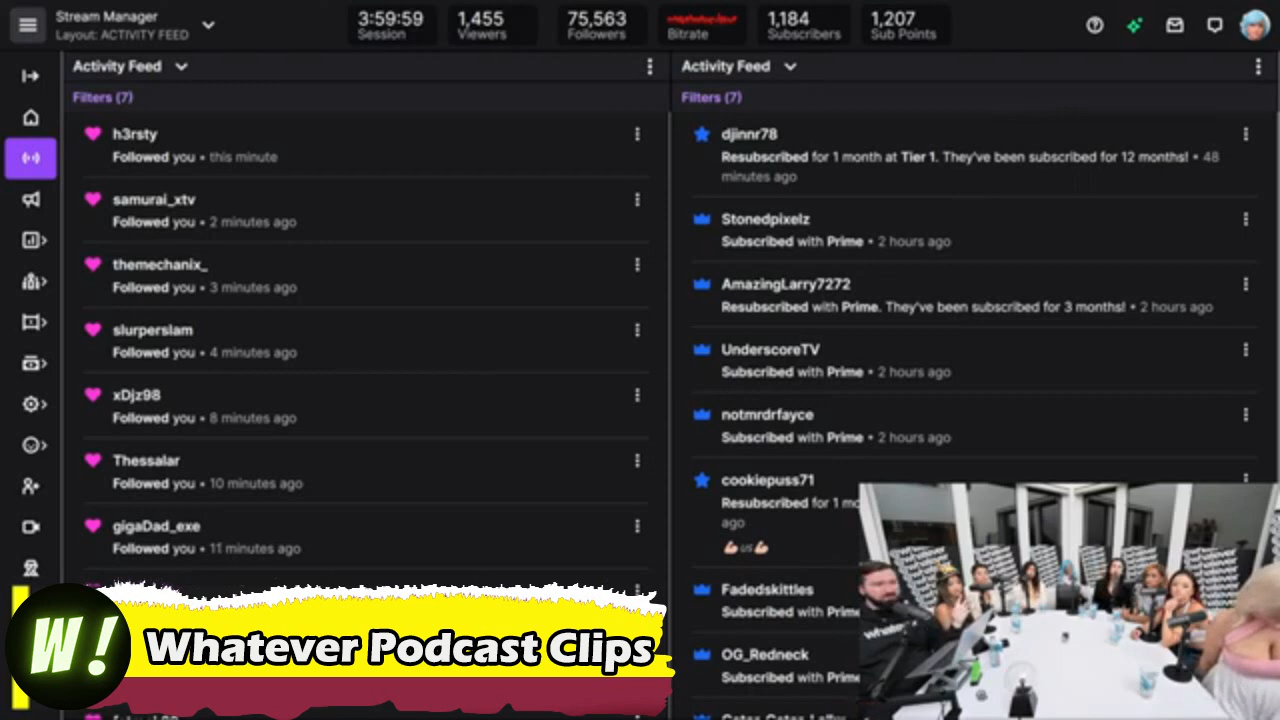 Stream Manager
Layout: ACTIVITY FEED
3:59:59
Session
1,455
Viewers
75,563
Followers
Bitrate
1,184
Subscribers
1,207
Sub Points
Activity Feed
Filters (7)
h3rsty
Followed you • this minute
samurai_xtv
Followed you • 2 minutes ago
themechanix_
Followed you • 3 minutes ago
slurperslam
Followed you • 4 minutes ago
xDjz98
Followed you • 8 minutes ago
Thessalar
Followed you • 10 minutes ago
gigaDad_exe
Followed you • 11 minutes ago
Activity Feed
Filters (7)
djinnr78
Resubscribed for 1 month at Tier 1. They've been subscribed for 12 months! • 48
minutes ago
Stonedpixelz
Subscribed with Prime • 2 hours ago
AmazingLarry7272
Resubscribed with Prime. They've been subscribed for 3 months! • 2 hours ago
UnderscoreTV
Subscribed with Prime • 2 hours ago
notmrdrfayce
Subscribed with Prime • 2 hours ago
cookiepuss71
Resubscribed for 1 mo
ago
Fadedskittles
Subscribed with Prime
OG_Redneck
Subscribed with Prime
whatever
W!
Whatever Podcast Clips